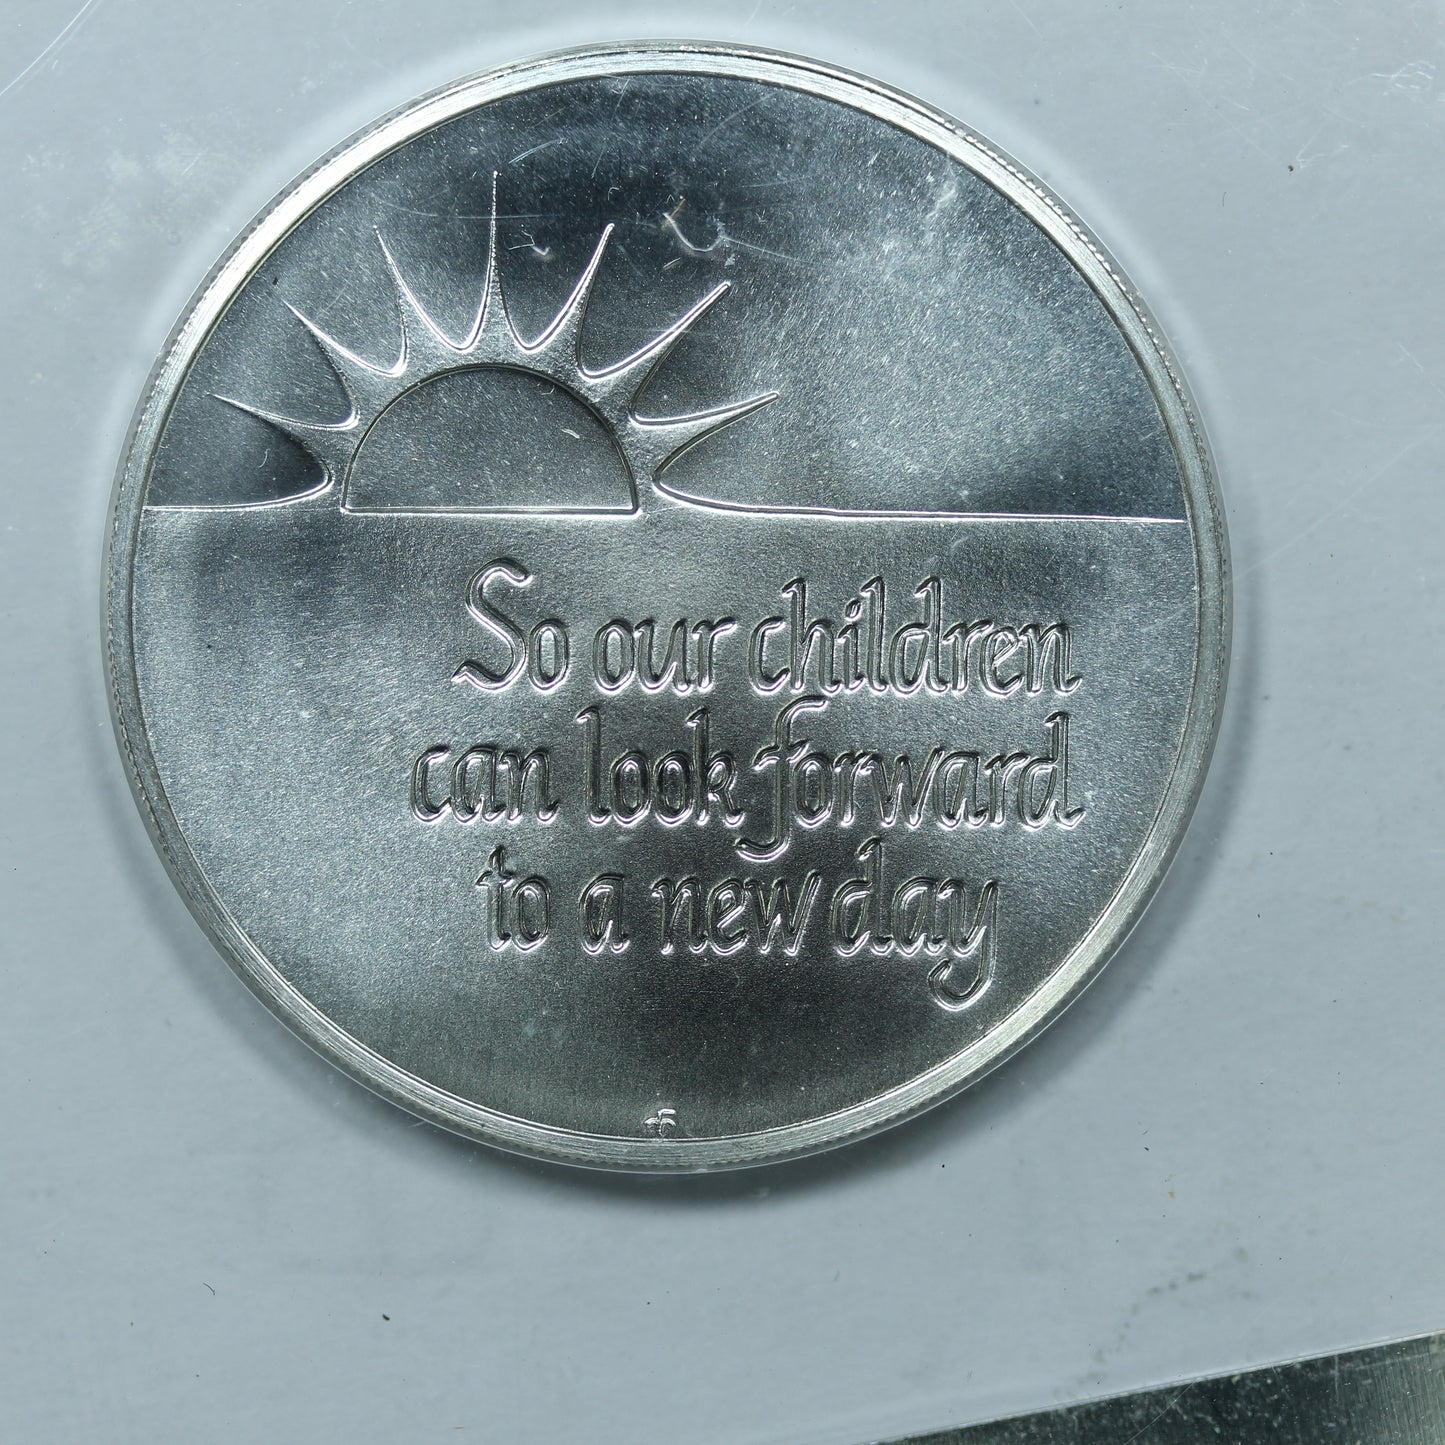 So our children
can look forward
to a new day